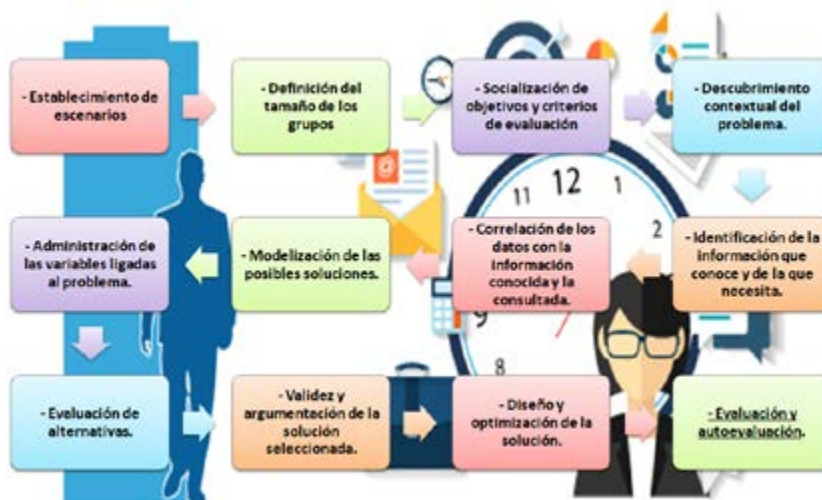 - Establecimiento de
escenarios
- Definición del
tamaño de los
grupos
- Socialización de
objetivos y criterios
de evaluación
- Descubrimiento
contextual del
problema.
- Identificación de la
información que
conoce y de la que
necesita.
- Correlación de los
datos con la
información
conocida y la
consultada.
- Modelización de las
posibles soluciones.
- Administración de
las variables ligadas
al problema.
- Evaluación de
alternativas.
- Validez y
argumentación de la
solución
seleccionada.
- Diseño y
optimización de la
solución.
- Evaluación y
autoevaluación.
@
11
12
1
2
9
8